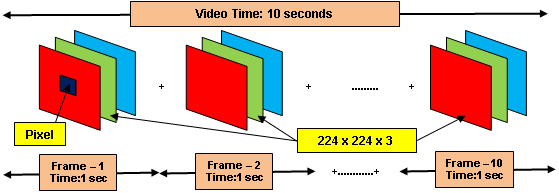 Video Time: 10 seconds
+ + + ......... +
Pixel
224 x 224 x 3
Frame – 1
Time:1 sec
Frame – 2
Time:1 sec
+...........+
Frame –10
Time:1 sec